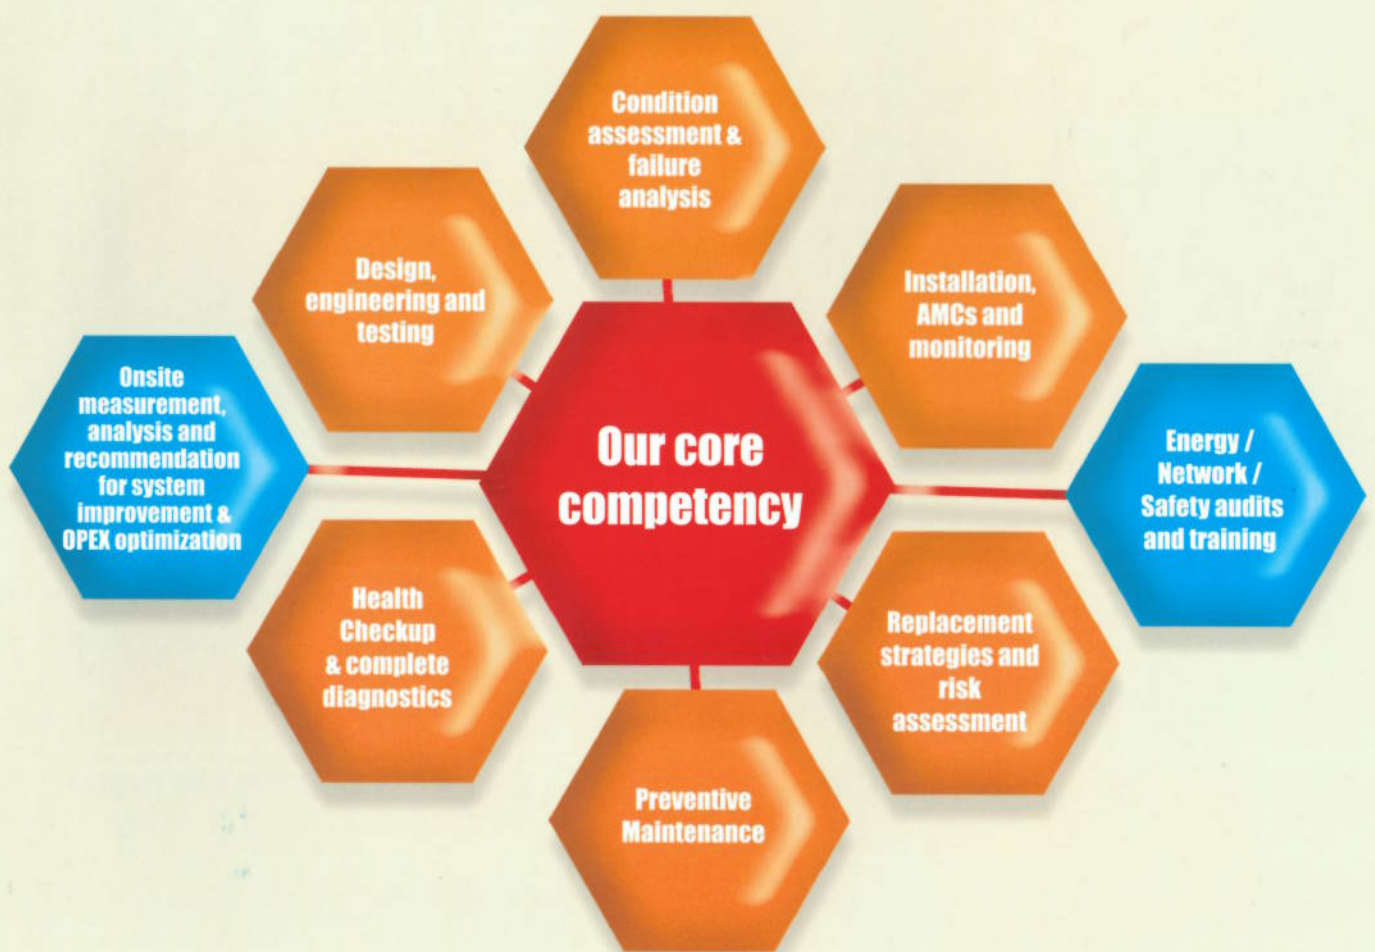 Condition
assessment &
failure
analysis
Design,
engineering and
testing
Installation,
AMCs and
monitoring
Onsite
measurement,
analysis and
recommendation
for system
improvement &
OPEX optimization
Our core
competency
Energy /
Network /
Safety audits
and training
Health
Checkup
& complete
diagnostics
Replacement
strategies and
risk
assessment
Preventive
Maintenance